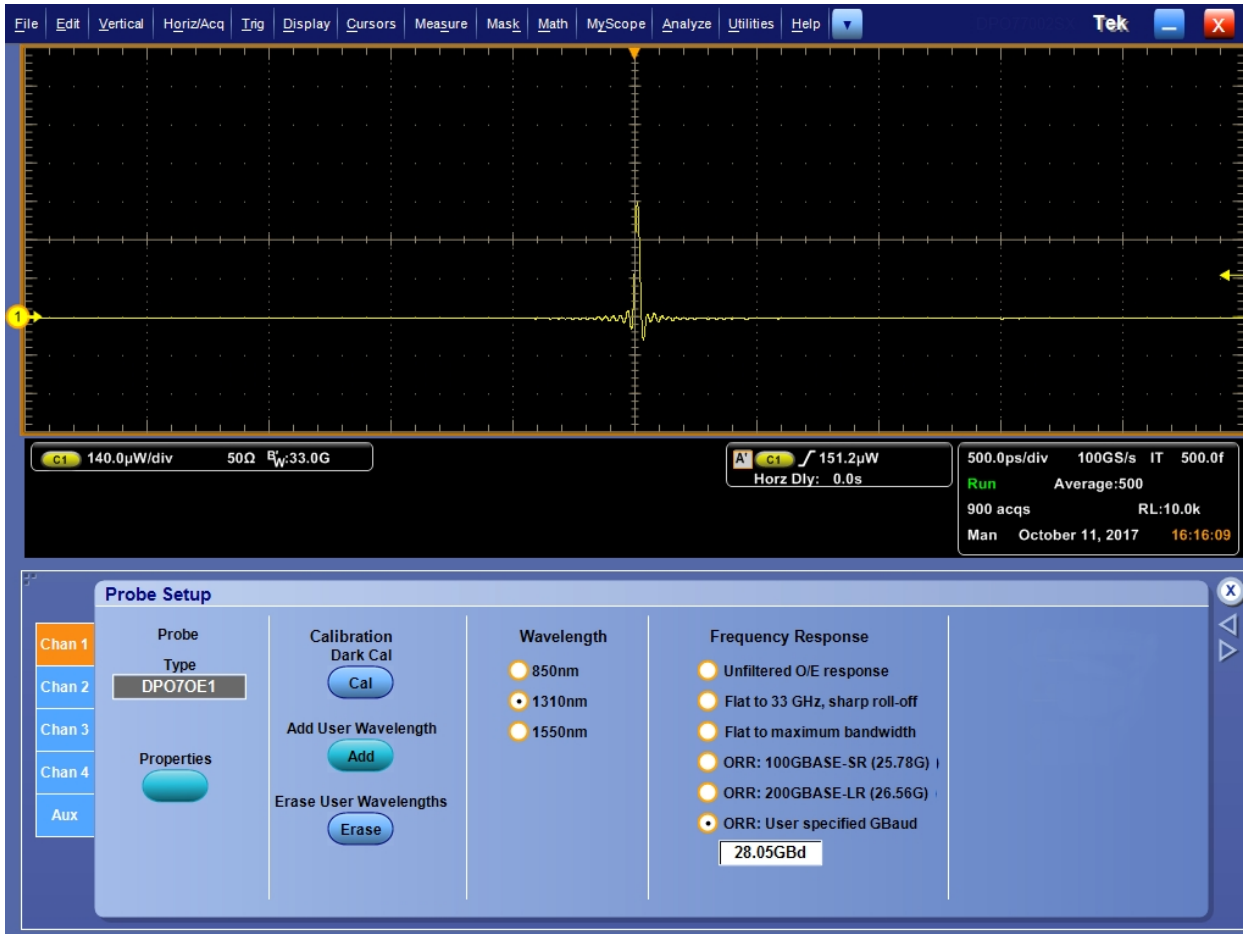 File Edit Vertical Horiz/Acq Trig Display Cursors Measure Mask Math MyScope Analyze Utilities Help Tek X
1
C1 140.0µW/div 50Ω BW:33.0G
A' C1 151.2µW
Horz Dly: 0.0s
500.0ps/div 100GS/s IT 500.0f
Run Average:500
900 acqs RL:10.0k
Man October 11, 2017 16:16:09
Probe Setup
X
Chan 1
Chan 2
Chan 3
Chan 4
Aux
Probe
Type
DPO7OE1
Properties
Calibration
Dark Cal
Cal
Add User Wavelength
Add
Erase User Wavelengths
Erase
Wavelength
850nm
1310nm
1550nm
Frequency Response
Unfiltered O/E response
Flat to 33 GHz, sharp roll-off
Flat to maximum bandwidth
ORR: 100GBASE-SR (25.78G)
ORR: 200GBASE-LR (26.56G)
ORR: User specified GBaud
28.05GBd